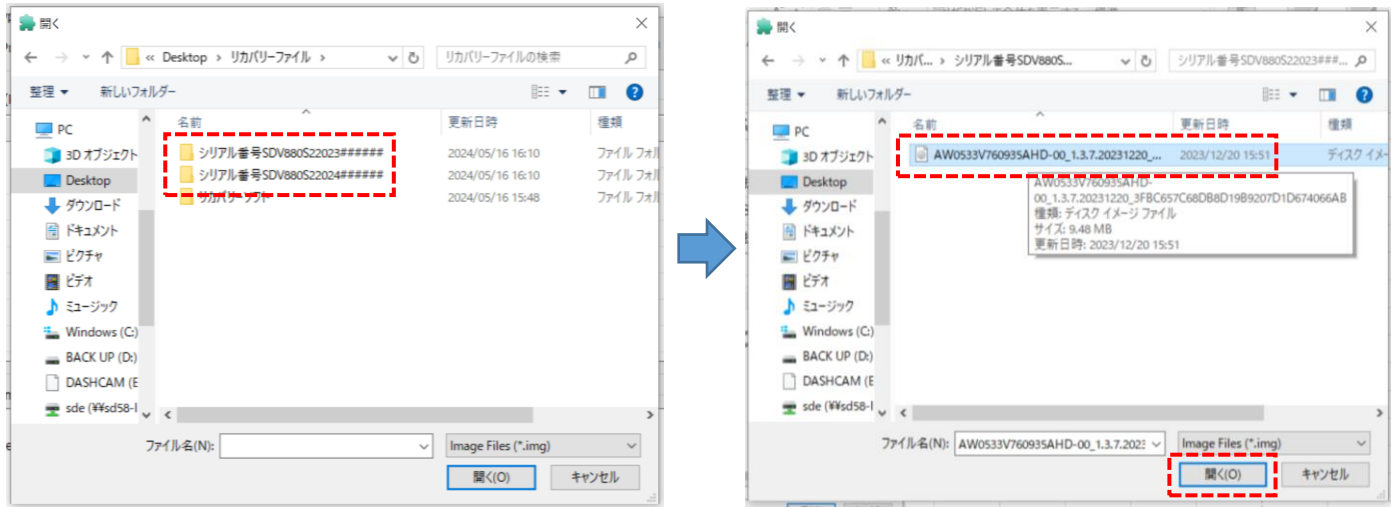 開く
« Desktop › リカバリーファイル ›
リカバリーファイルの検索
整理 新しいフォルダー
名前 更新日時 種類
PC
3D オブジェクト
Desktop
ダウンロード
ドキュメント
ピクチャ
ビデオ
ミュージック
Windows (C:)
BACK UP (D:)
DASHCAM (E
sde (¥¥sd58-l
シリアル番号SDV880S22023###### 2024/05/16 16:10 ファイル フォル
シリアル番号SDV880S22024###### 2024/05/16 16:10 ファイル フォル
リカバリーソフト 2024/05/16 15:48 ファイル フォル
ファイル名(N):
Image Files (*.img)
開く(O) キャンセル
開く
« リカバ... › シリアル番号SDV880S...
シリアル番号SDV880S22023###...
整理 新しいフォルダー
名前 更新日時 種類
PC
3D オブジェクト
Desktop
ダウンロード
ドキュメント
ピクチャ
ビデオ
ミュージック
Windows (C:)
BACK UP (D:)
DASHCAM (E
sde (¥¥sd58-l
AW0533V760935AHD-00_1.3.7.20231220_... 2023/12/20 15:51 ディスク イメー
AW0533V760935AHD-
00_1.3.7.20231220_3FBC657C68DB8D19B9207D1D674066AB
種類: ディスク イメージ ファイル
サイズ: 9.48 MB
更新日時: 2023/12/20 15:51
ファイル名(N): AW0533V760935AHD-00_1.3.7.2023
Image Files (*.img)
開く(O) キャンセル